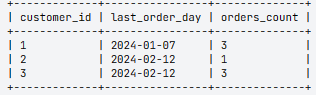 +-------------+----------------+--------------+
| customer_id | last_order_day | orders_count |
+-------------+----------------+--------------+
| 1           | 2024-01-07     | 3            |
| 2           | 2024-02-12     | 1            |
| 3           | 2024-02-12     | 3            |
+-------------+----------------+--------------+